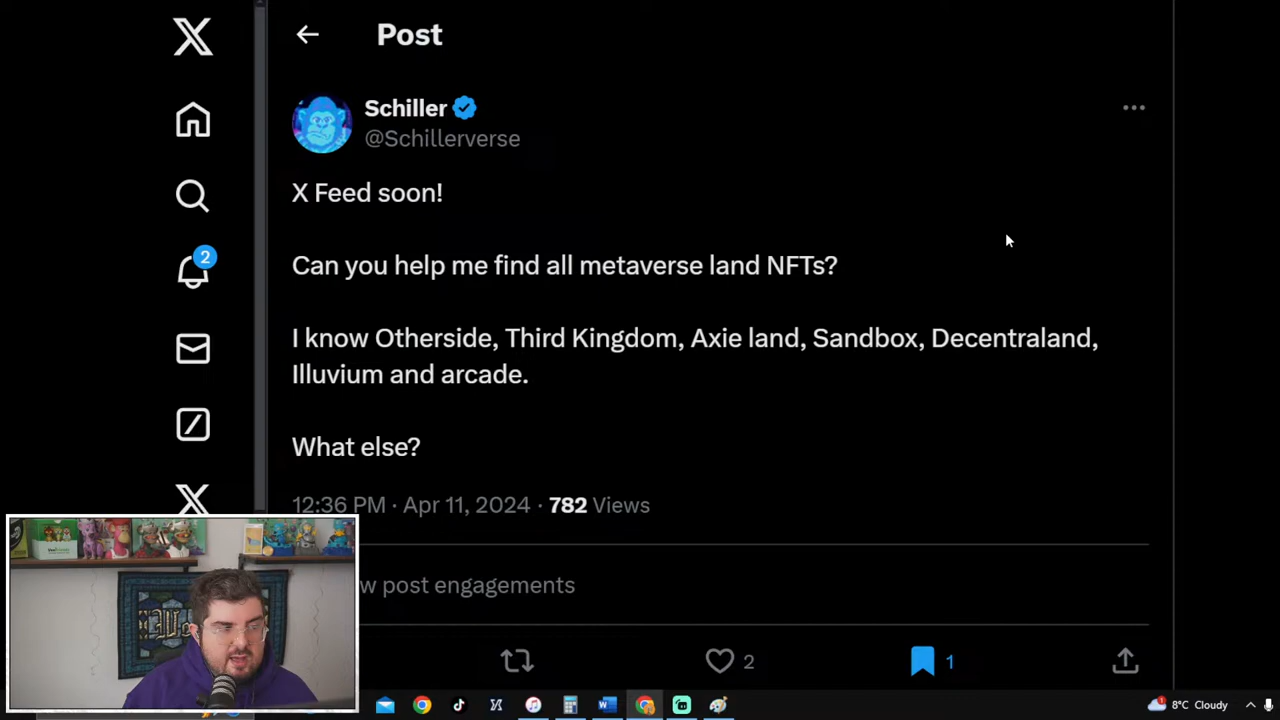 Post
Schiller
@Schillerverse
X Feed soon!
Can you help me find all metaverse land NFTs?
I know Otherside, Third Kingdom, Axie land, Sandbox, Decentraland,
Illuvium and arcade.
What else?
12:36 PM · Apr 11, 2024 · 782 Views
2
post engagements
2
1
8°C Cloudy